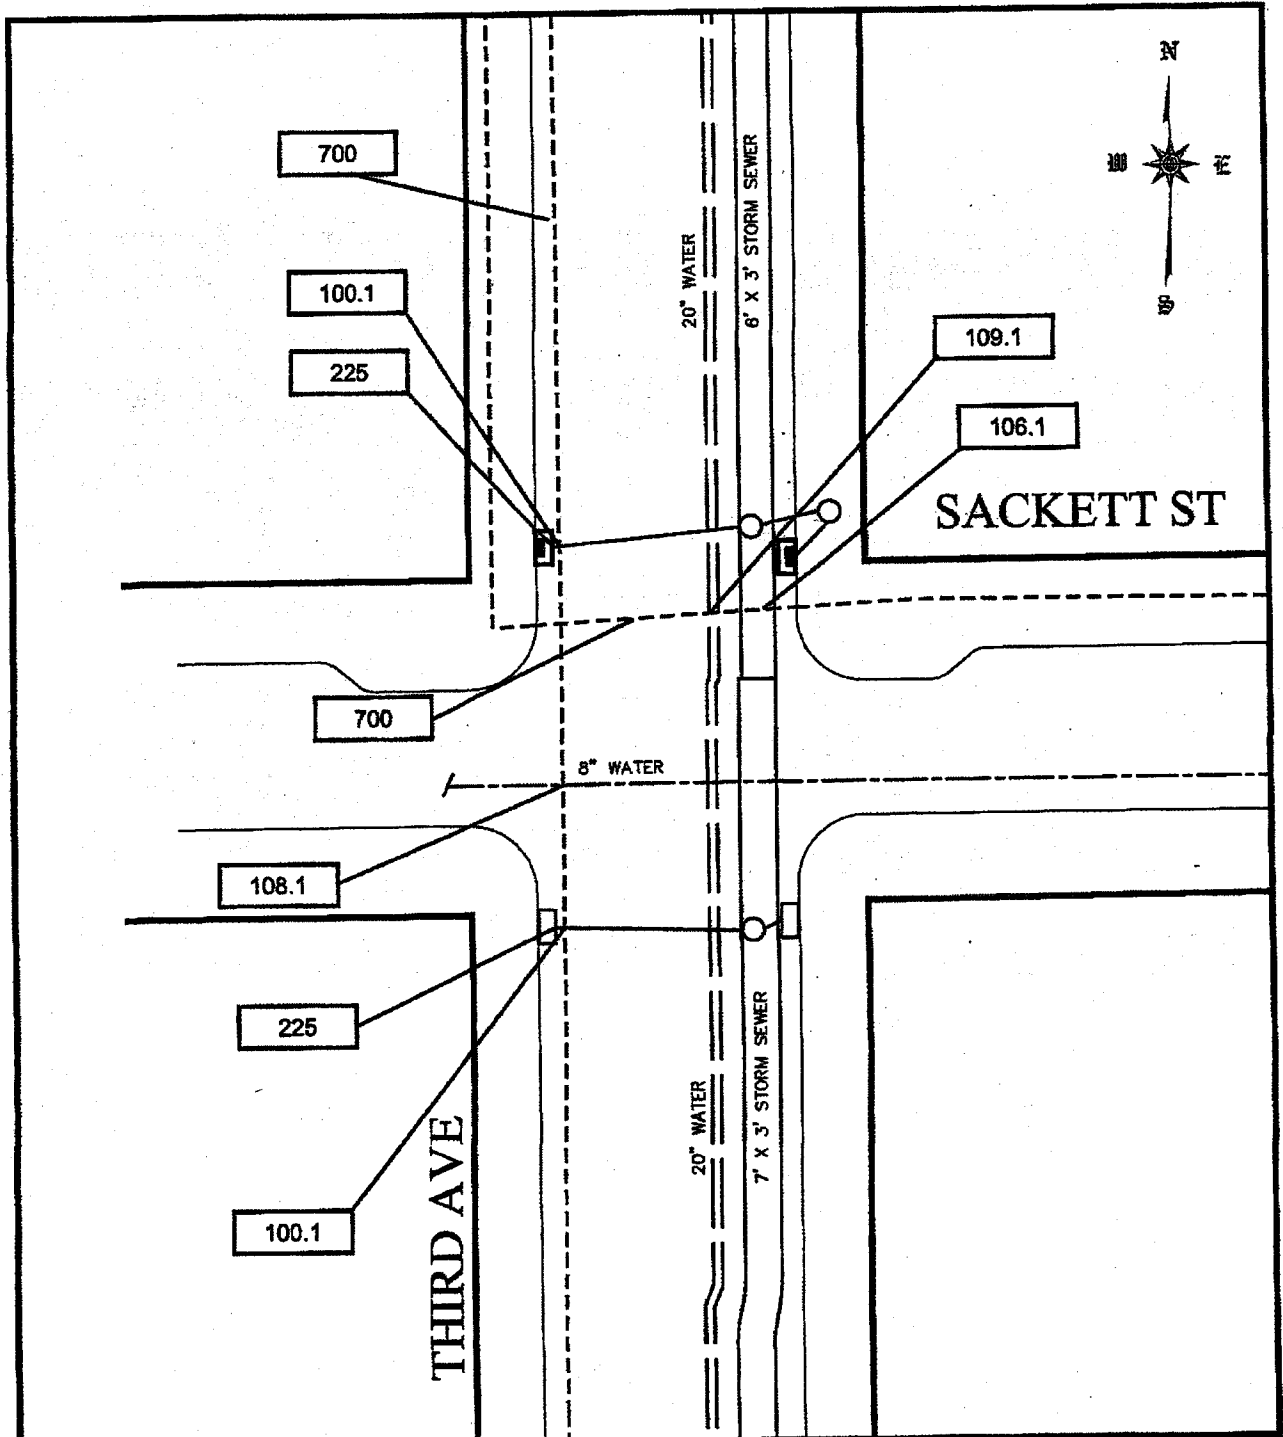 N
W
E
S
700
100.1
225
20" WATER
6' X 3' STORM SEWER
109.1
106.1
SACKETT ST
700
8" WATER
108.1
225
100.1
THIRD AVE
20" WATER
7' X 3' STORM SEWER